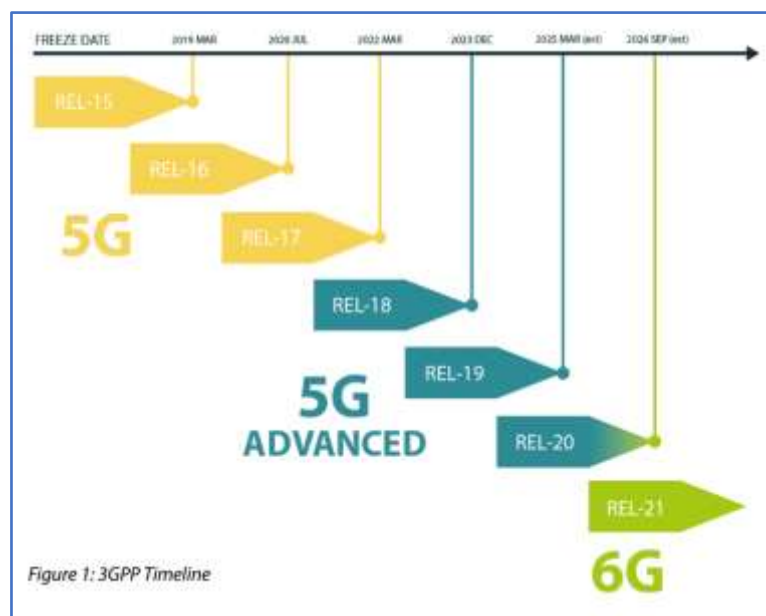 FREEZE DATE 2019 MAR 2020 JUL 2022 MAR 2023 DEC 2025 MAR (est) 2026 SEP (est)
REL-15
REL-16
5G
REL-17
REL-18
REL-19
5G
ADVANCED
REL-20
REL-21
6G
Figure 1: 3GPP Timeline